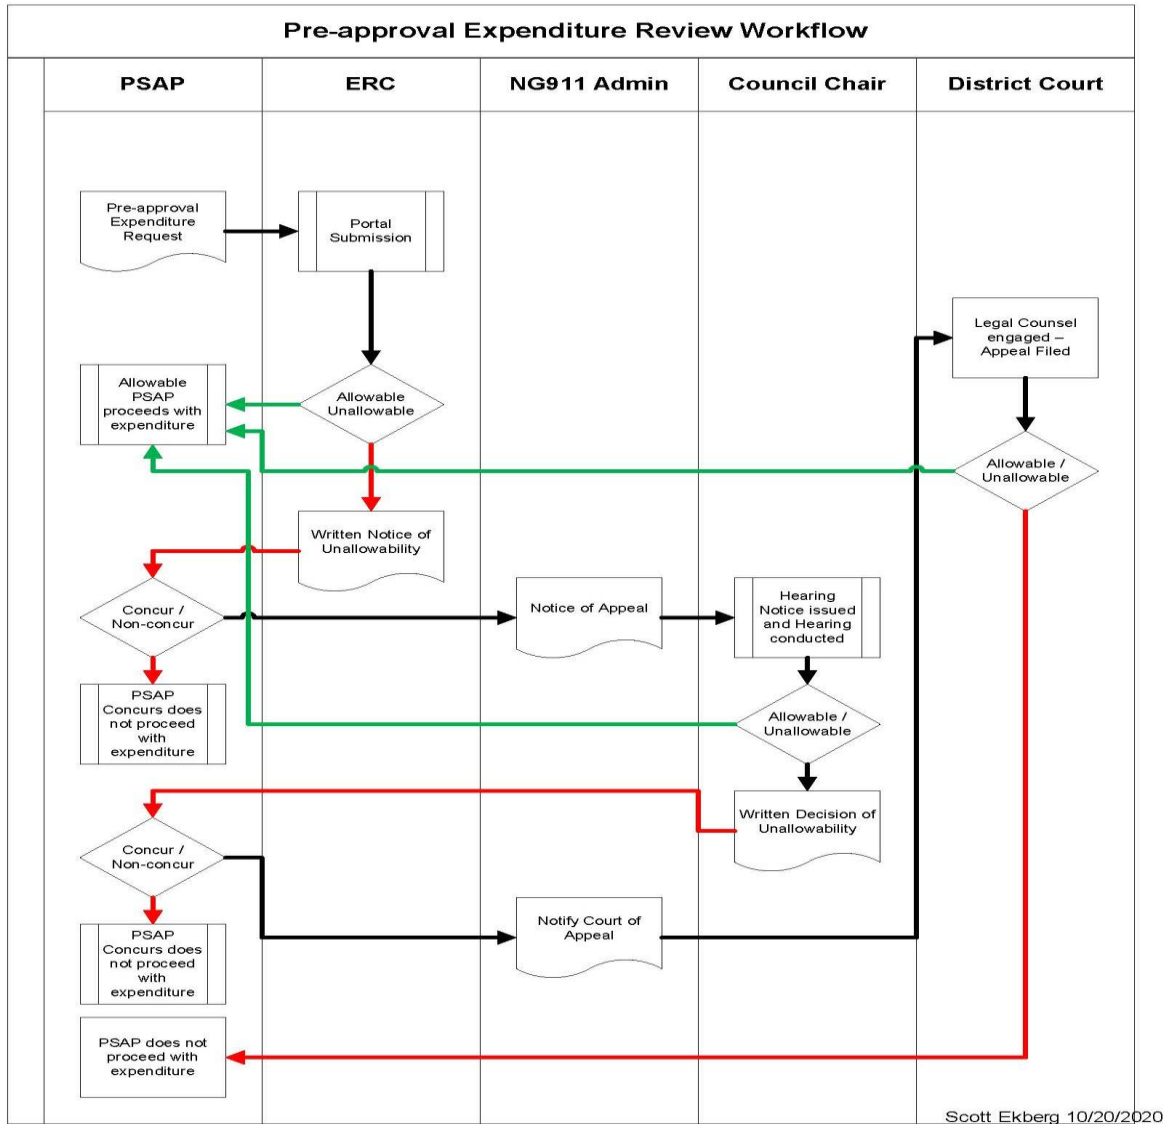 Pre-approval Expenditure Review Workflow
PSAP
ERC
NG911 Admin
Council Chair
District Court
Pre-approval
Expenditure
Request
Portal
Submission
Legal Counsel
engaged –
Appeal Filed
Allowable
PSAP
proceeds with
expenditure
Allowable
Unallowable
Allowable /
Unallowable
Written Notice of
Unallowability
Concur /
Non-concur
Notice of Appeal
Hearing
Notice issued
and Hearing
conducted
PSAP
Concurs does
not proceed
with
expenditure
Allowable /
Unallowable
Written Decision of
Unallowability
Concur /
Non-concur
Notify Court of
Appeal
PSAP
Concurs does
not proceed
with
expenditure
PSAP does not
proceed with
expenditure
Scott Ekberg 10/20/2020